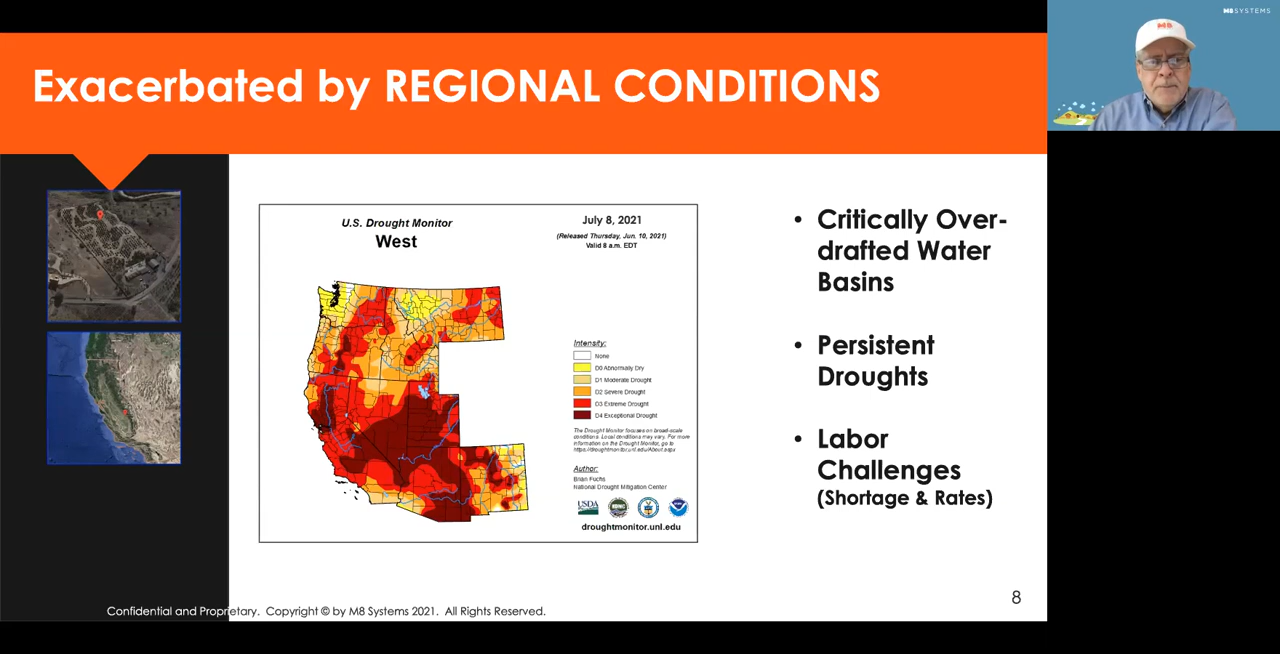 M8SYSTEMS
M8
Exacerbated by REGIONAL CONDITIONS
U.S. Drought Monitor
West
July 8, 2021
(Released Thursday, Jun. 10, 2021)
Valid 8 a.m. EDT
Intensity:
None
D0 Abnormally Dry
D1 Moderate Drought
D2 Severe Drought
D3 Extreme Drought
D4 Exceptional Drought
The Drought Monitor focuses on broad-scale
conditions. Local conditions may vary. For more
information on the Drought Monitor, go to
https://droughtmonitor.unl.edu/About.aspx
Author:
Brian Fuchs
National Drought Mitigation Center
USDA
droughtmonitor.unl.edu
• Critically Over-
drafted Water
Basins
• Persistent
Droughts
• Labor
Challenges
(Shortage & Rates)
8
Confidential and Proprietary. Copyright © by M8 Systems 2021. All Rights Reserved.